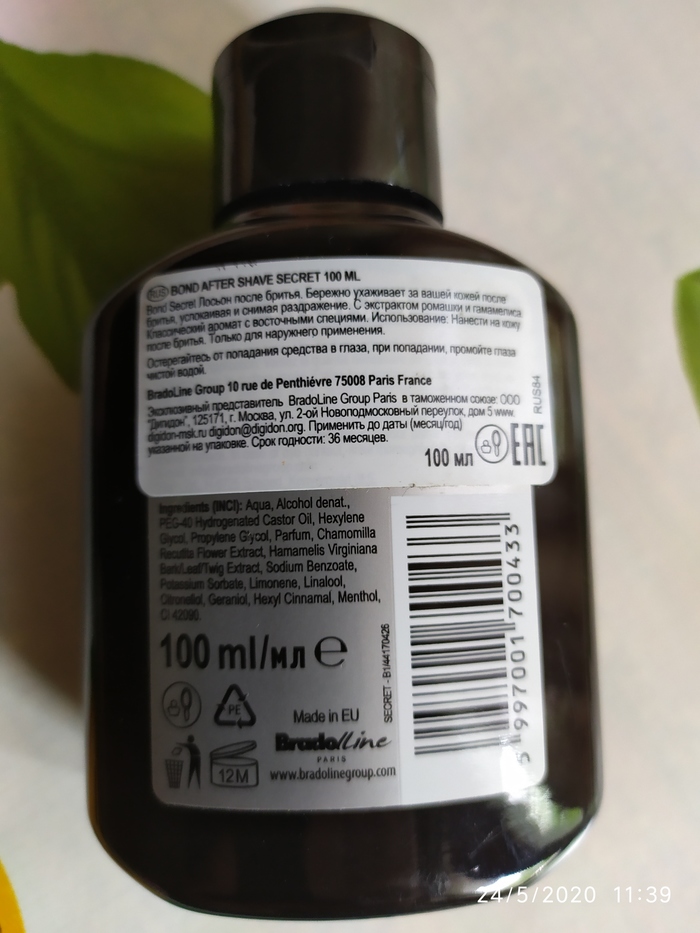 RUS BOND AFTER SHAVE SECRET 100 ML
Bond Secret Лосьон после бритья. Бережно ухаживает за вашей кожей после
бритья, успокаивая и снимая раздражение. С экстрактом ромашки и гамамелиса
Классический аромат с восточными специями. Использование: Нанести на кожу
после бритья. Только для наружнего применения.
Остерегайтесь от попадания средства в глаза, при попадании, промойте глаза
чистой водой.
BradoLine Group 10 rue de Penthiévre 75008 Paris France
Эксклюзивный представитель BradoLine Group Paris в таможенном союзе: ООО
"Дигидон", 125171, г. Москва, ул. 2-ой Новоподмосковный переулок, дом 5 www.
digidon-msk.ru digidon@digidon.org. Применить до даты (месяц/год)
указанной на упаковке. Срок годности: 36 месяцев.
RUS84
100 мл
EAC
Ingredients (INCI): Aqua, Alcohol denat.,
PEG-40 Hydrogenated Castor Oil, Hexylene
Glycol, Propylene Glycol, Parfum, Chamomilla
Recutita Flower Extract, Hamamelis Virginiana
Bark/Leaf/Twig Extract, Sodium Benzoate,
Potassium Sorbate, Limonene, Linalool,
Citronellol, Geraniol, Hexyl Cinnamal, Menthol,
CI 42090.
100 ml/мл e
PE
12M
Made in EU
Bradoline
PARIS
www.bradolinegroup.com
SECRET - B1/44170426
5 997001 700433
24/5/2020 11:39